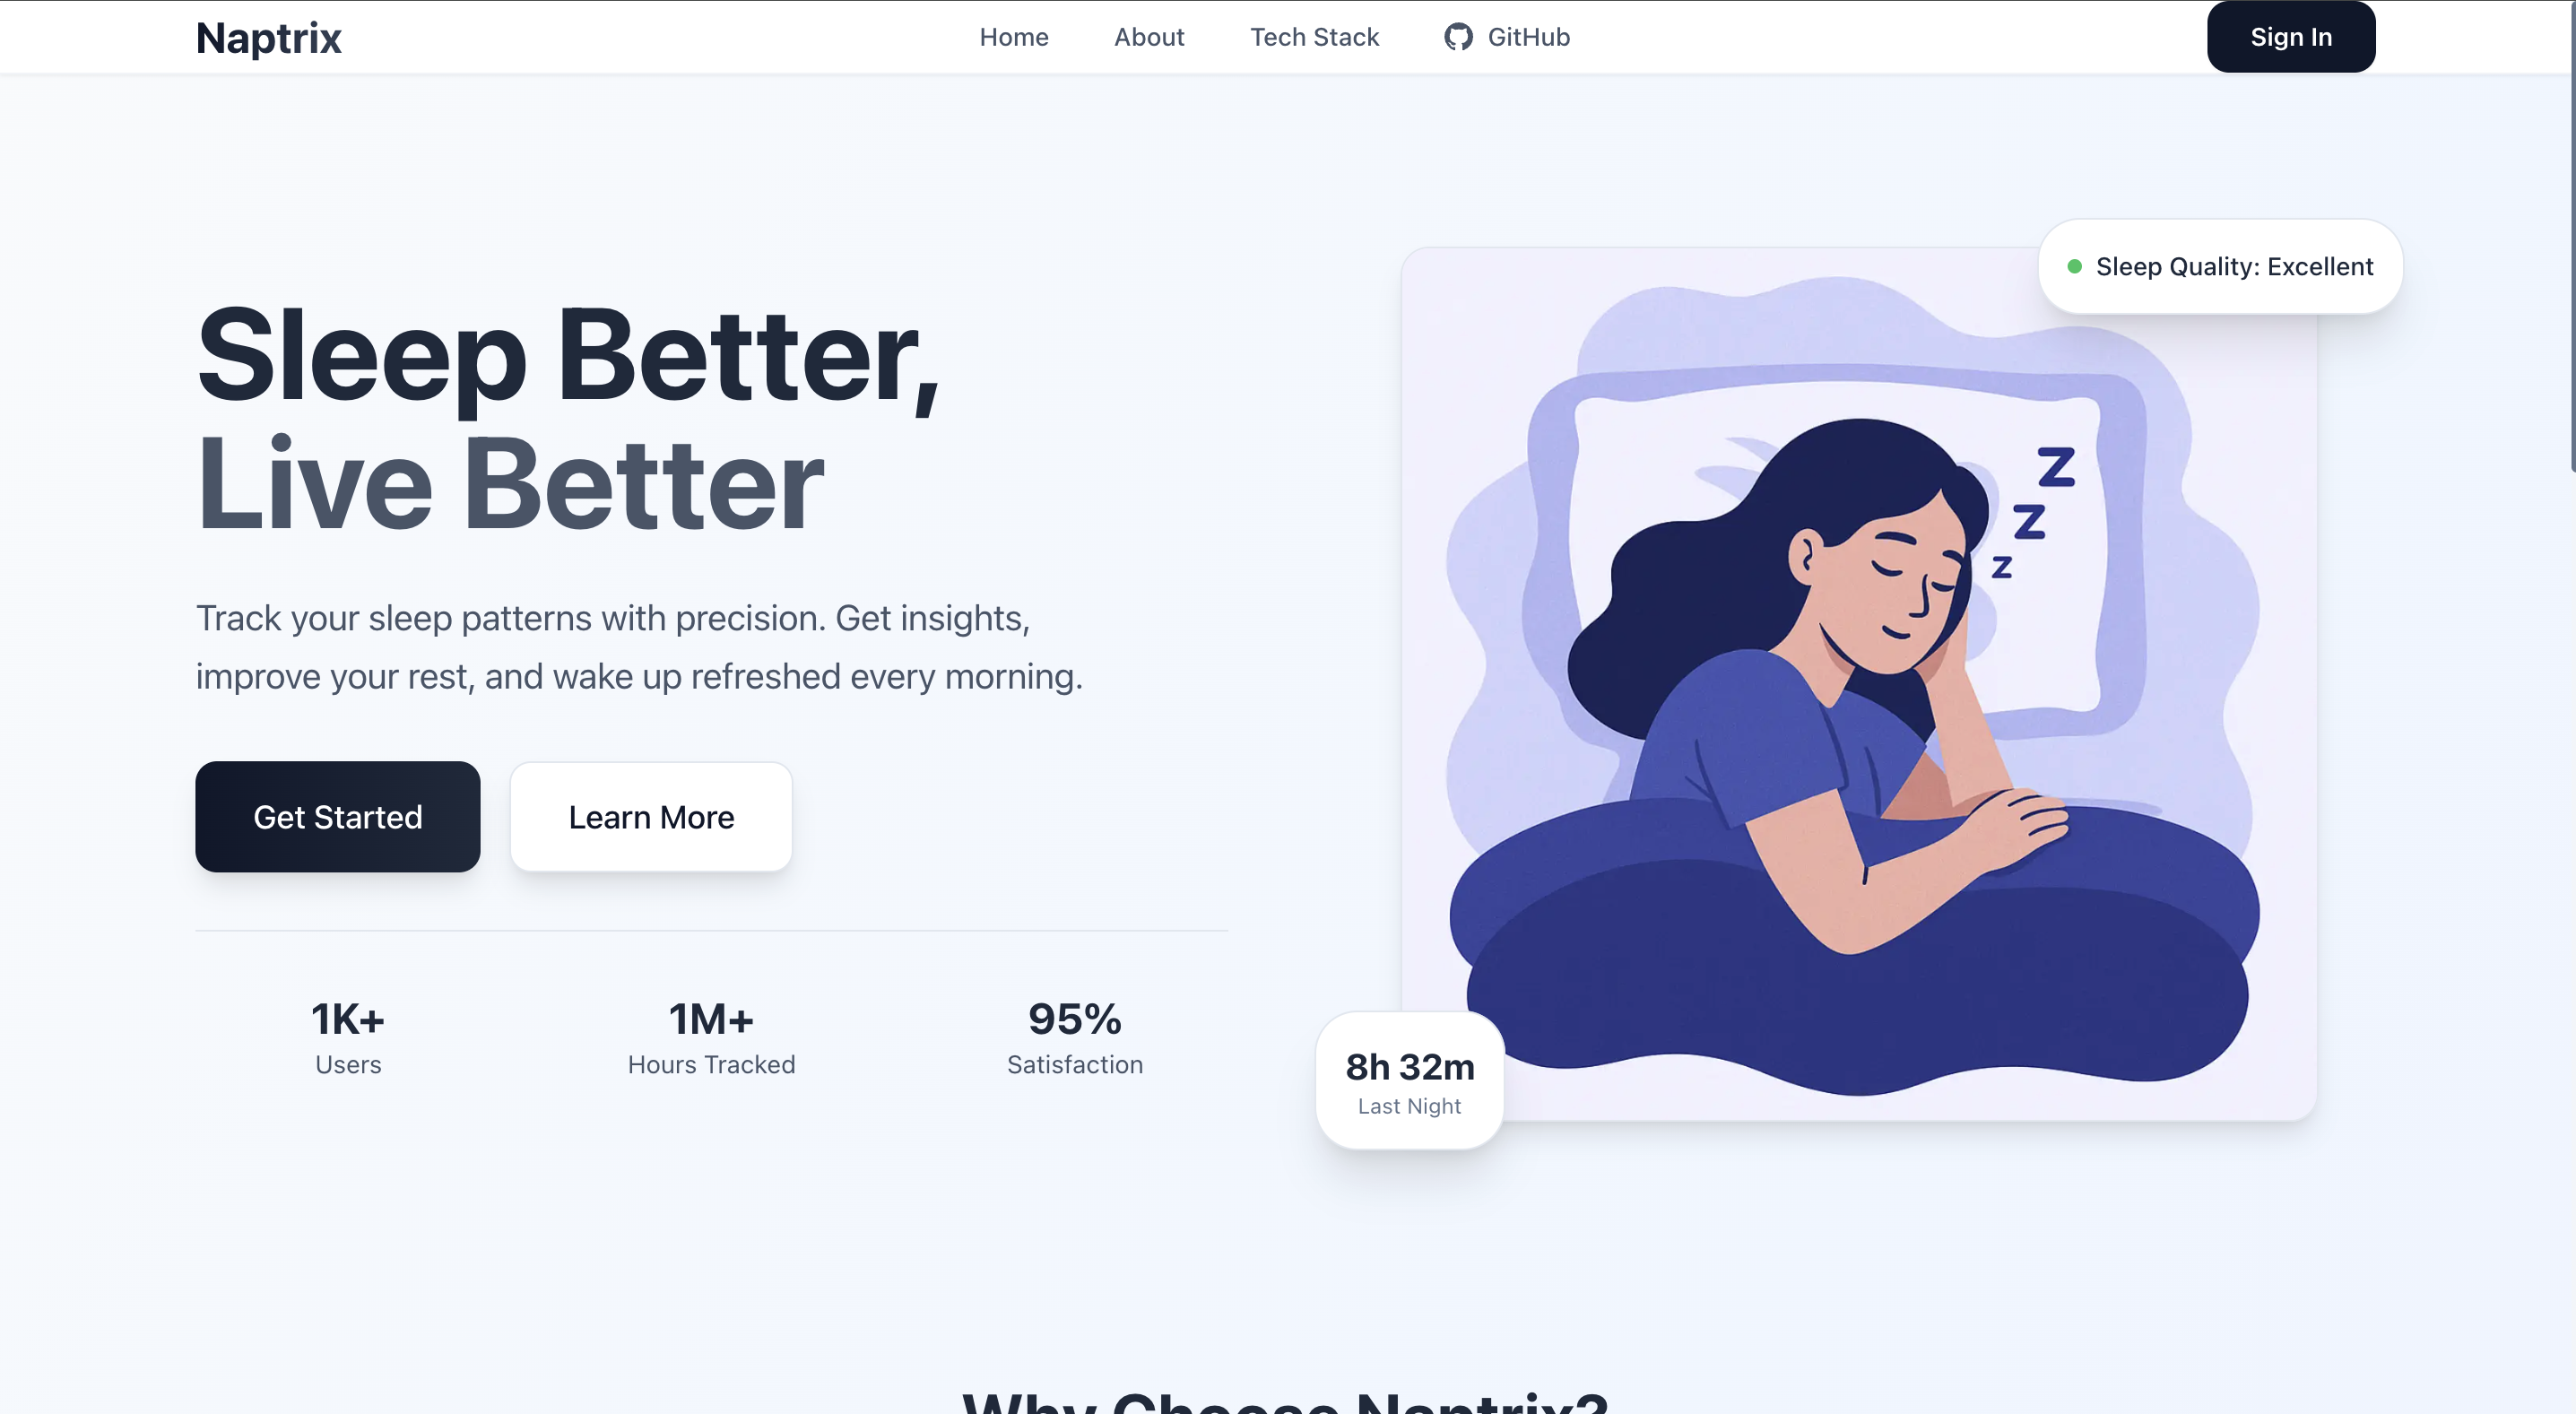 Naptrix
Home
About
Tech Stack
GitHub
Sign In
Sleep Better,
Live Better
Track your sleep patterns with precision. Get insights,
improve your rest, and wake up refreshed every morning.
Get Started
Learn More
1K+
Users
1M+
Hours Tracked
95%
Satisfaction
Sleep Quality: Excellent
z
z
z
8h 32m
Last Night
Why Choose Naptrix?